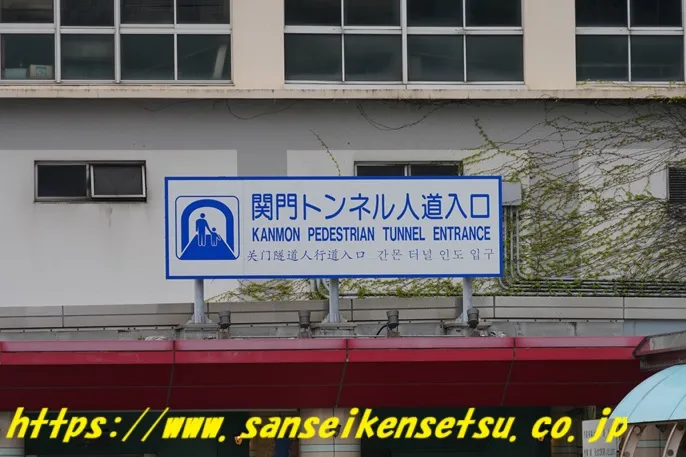 関門トンネル人道入口
KANMON PEDESTRIAN TUNNEL ENTRANCE
关门隧道人行道入口 간몬 터널 인도 입구
https://www.sanseikensetsu.co.jp